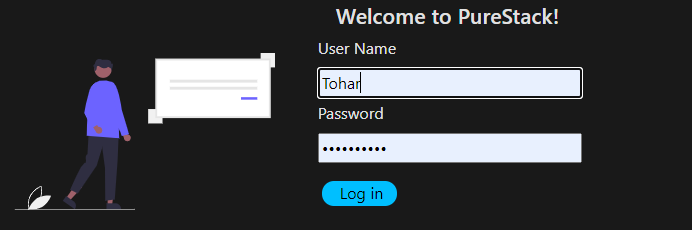 Welcome to PureStack!
User Name
Tohar
Password
••••••••••
Log in